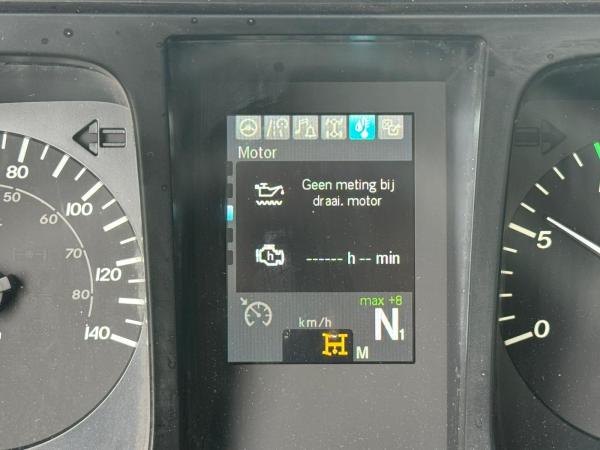 Motor
Geen meting bij
draai. motor
h
------ h -- min
max +8
km/h
N1
M
80
50
100
60
70
120
80
140
5
0